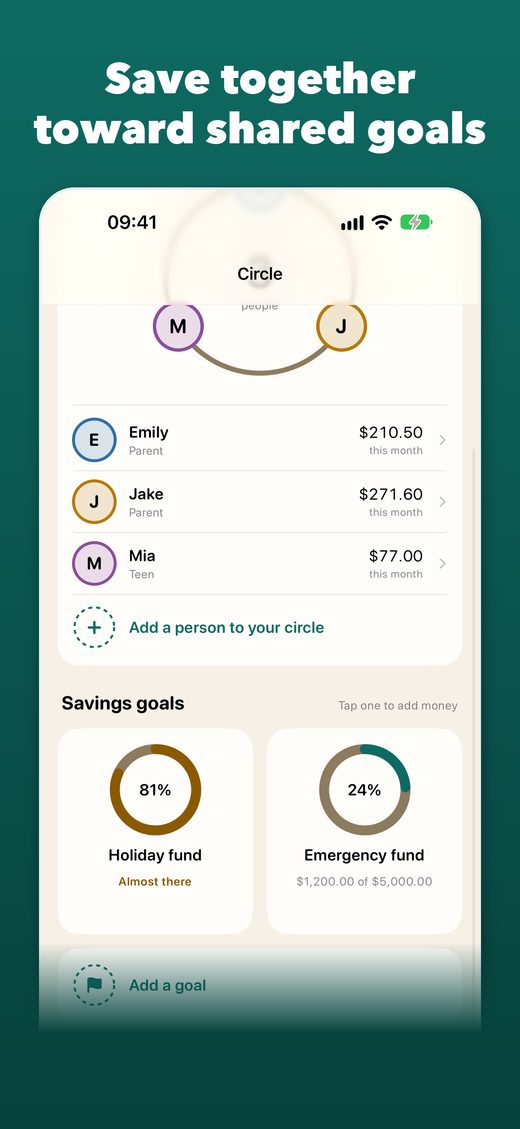 Save together
toward shared goals
09:41
Circle
people
M
J
E
Emily
Parent
$210.50
this month
J
Jake
Parent
$271.60
this month
M
Mia
Teen
$77.00
this month
Add a person to your circle
Savings goals
Tap one to add money
81%
Holiday fund
Almost there
24%
Emergency fund
$1,200.00 of $5,000.00
Add a goal